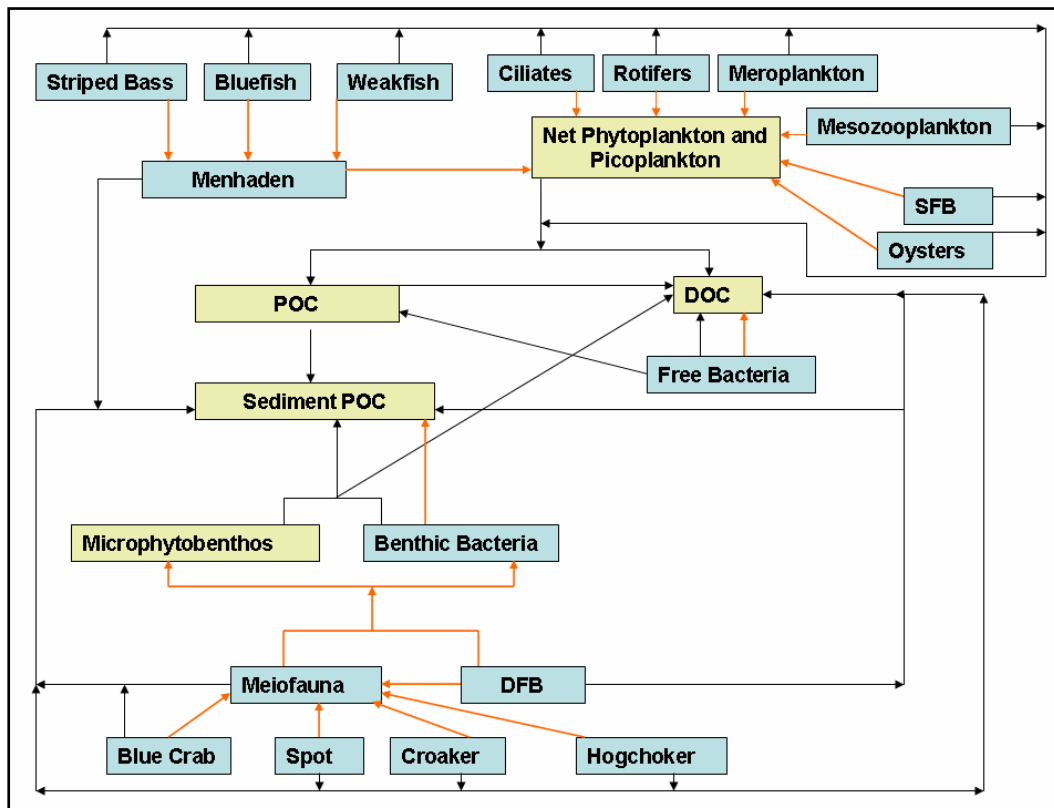 Striped Bass
Bluefish
Weakfish
Ciliates
Rotifers
Meroplankton
Net Phytoplankton and
Picoplankton
Mesozooplankton
Menhaden
SFB
Oysters
POC
DOC
Free Bacteria
Sediment POC
Microphytobenthos
Benthic Bacteria
Meiofauna
DFB
Blue Crab
Spot
Croaker
Hogchoker